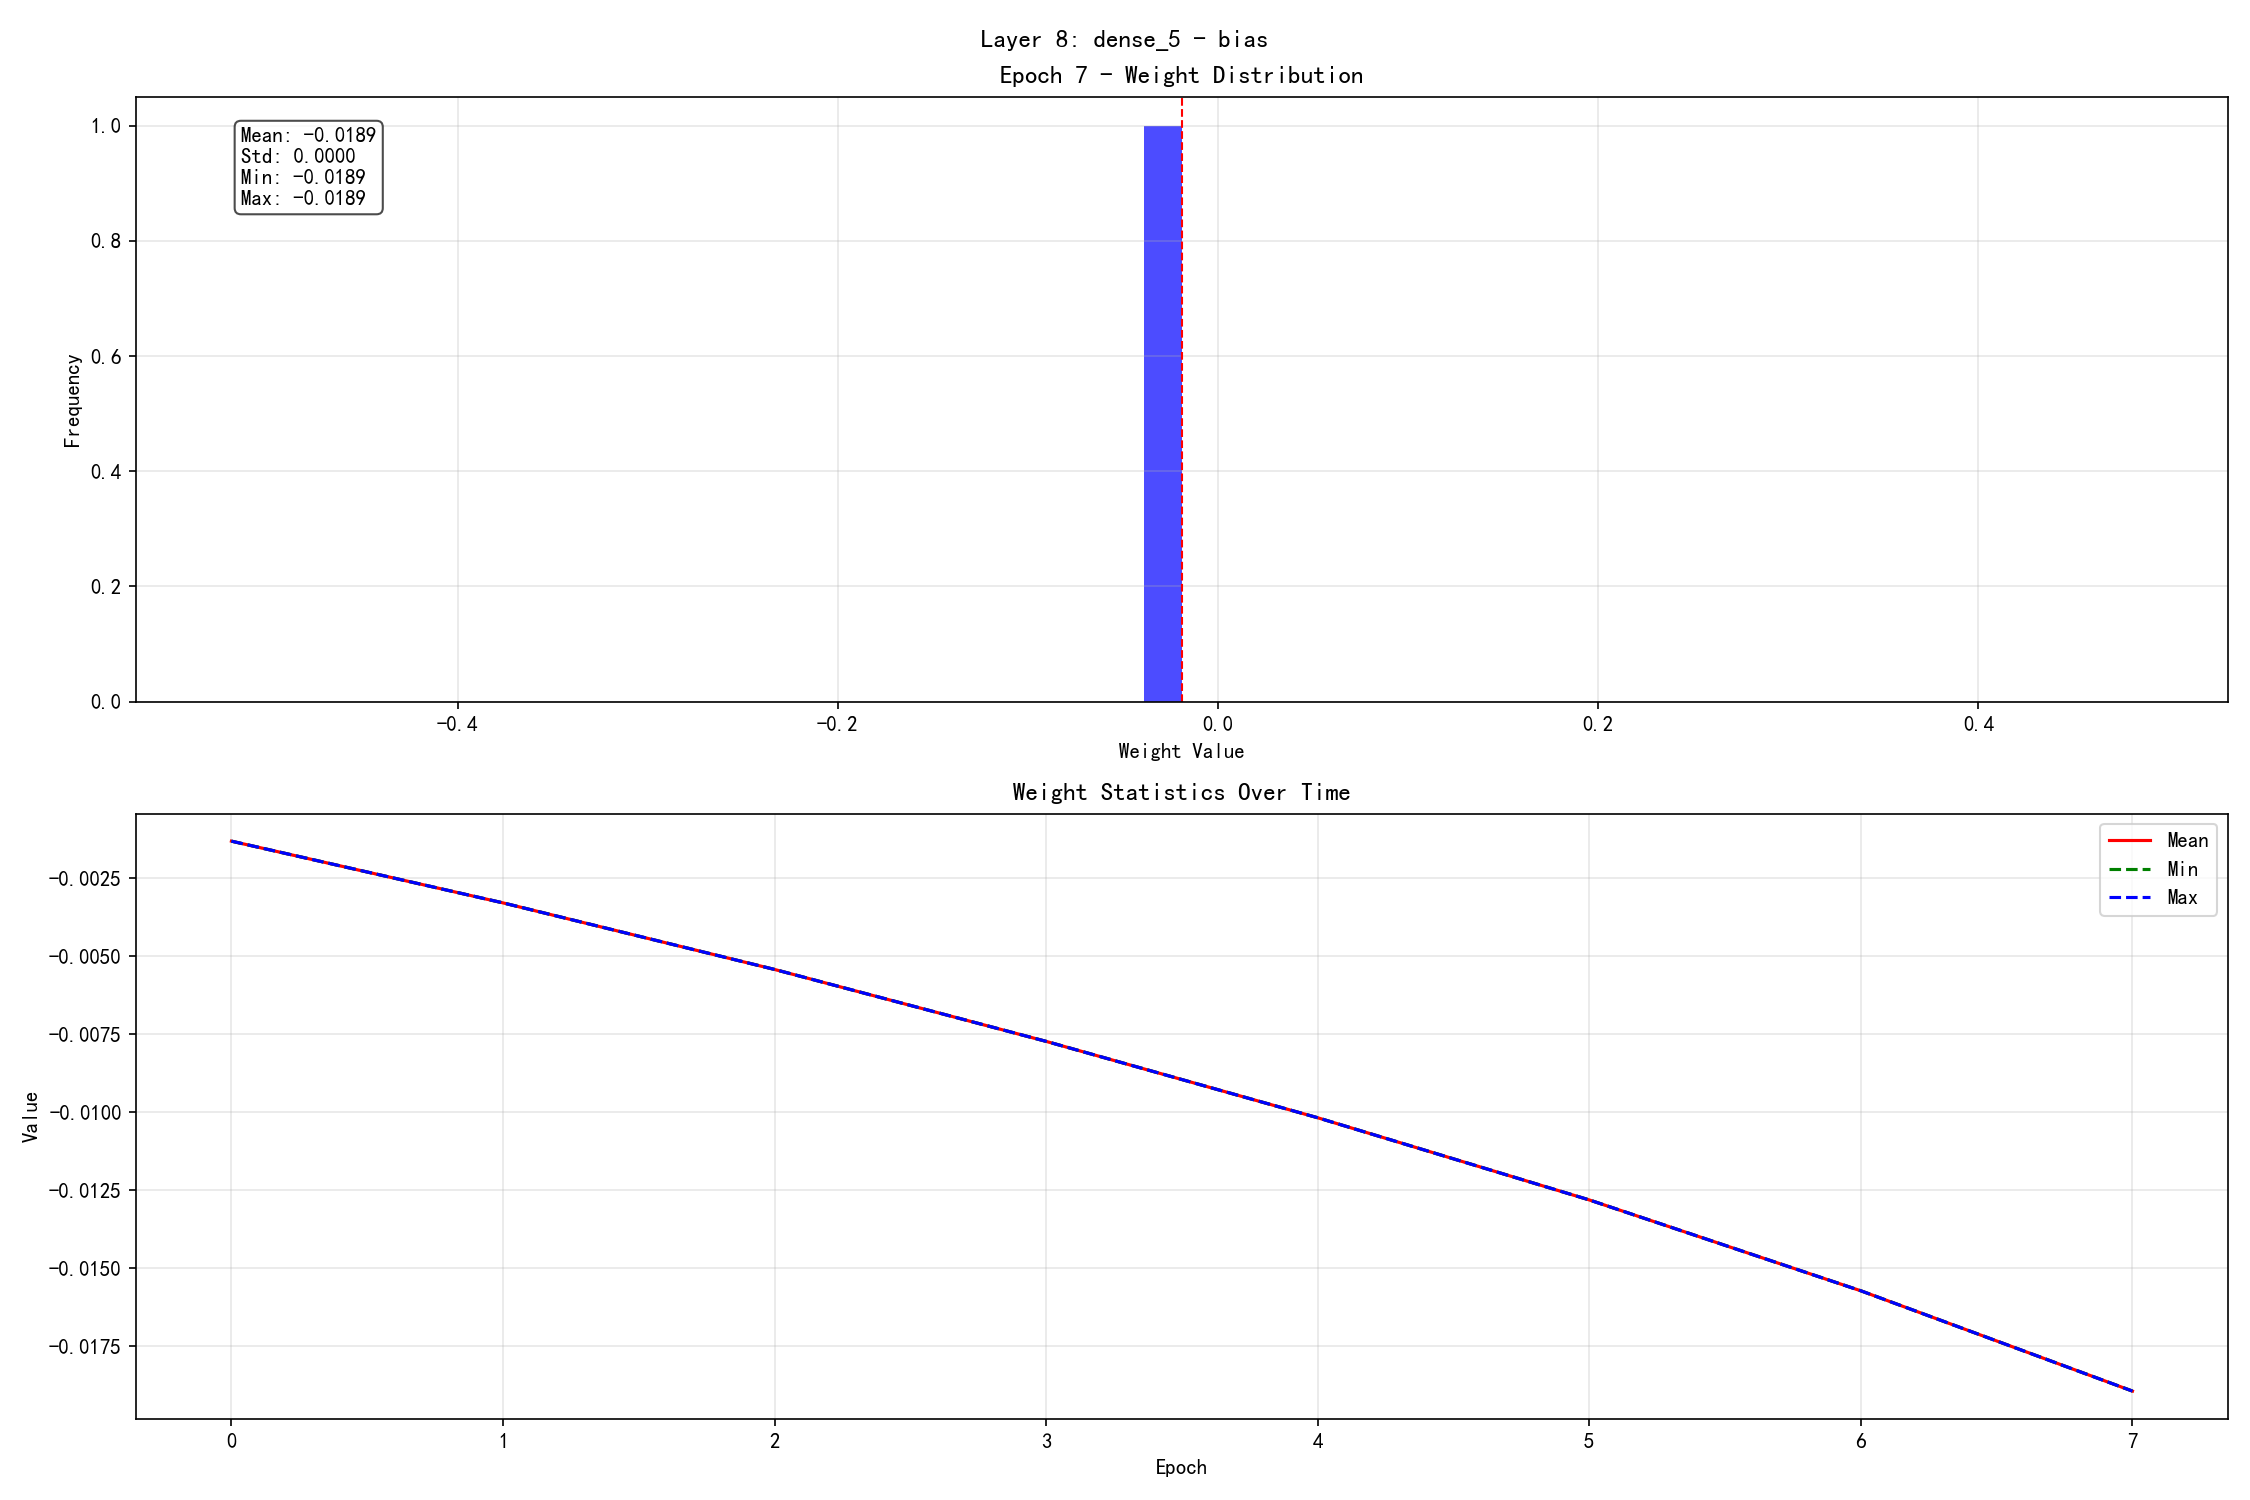 Layer 8: dense_5 - bias
Epoch 7 - Weight Distribution
Mean: -0.0189
Std: 0.0000
Min: -0.0189
Max: -0.0189
1.0
0.8
0.6
0.4
0.2
0.0
Frequency
-0.4
-0.2
0.0
0.2
0.4
Weight Value
Weight Statistics Over Time
Mean
Min
Max
-0.0025
-0.0050
-0.0075
-0.0100
-0.0125
-0.0150
-0.0175
Value
0
1
2
3
4
5
6
7
Epoch